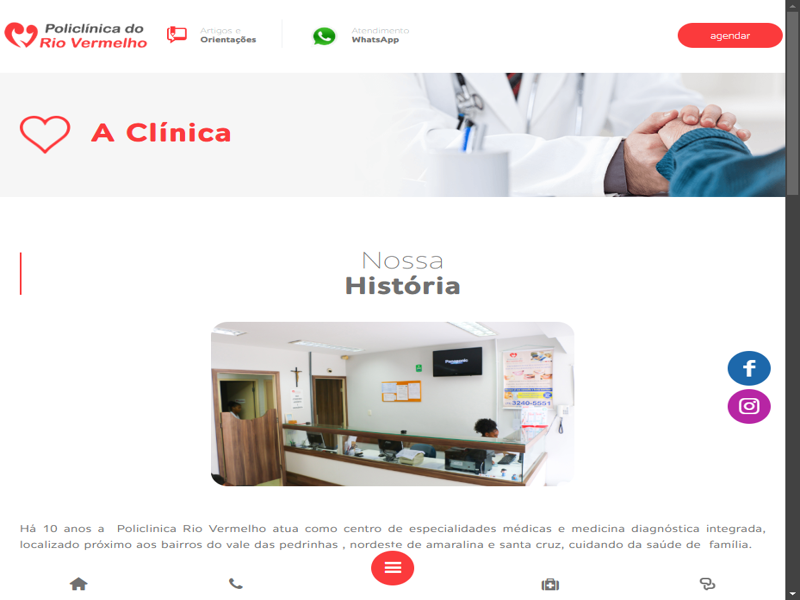 Policlínica do
Rio Vermelho
Artigos e
Orientações
Atendimento
WhatsApp
agendar
A Clínica
Nossa
História
3240-5551
Há 10 anos a Policlinica Rio Vermelho atua como centro de especialidades médicas e medicina diagnóstica integrada,
localizado próximo aos bairros do vale das pedrinhas , nordeste de amaralina e santa cruz, cuidando da saúde de família.